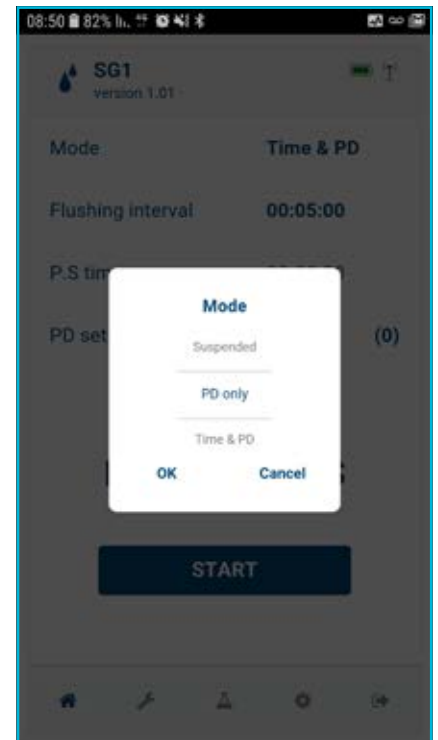 08:50 82%
SG1
version 1.01
Mode Time & PD
Flushing interval 00:05:00
P.S tim
PD set (0)
Mode
Suspended
PD only
Time & PD
OK Cancel
START